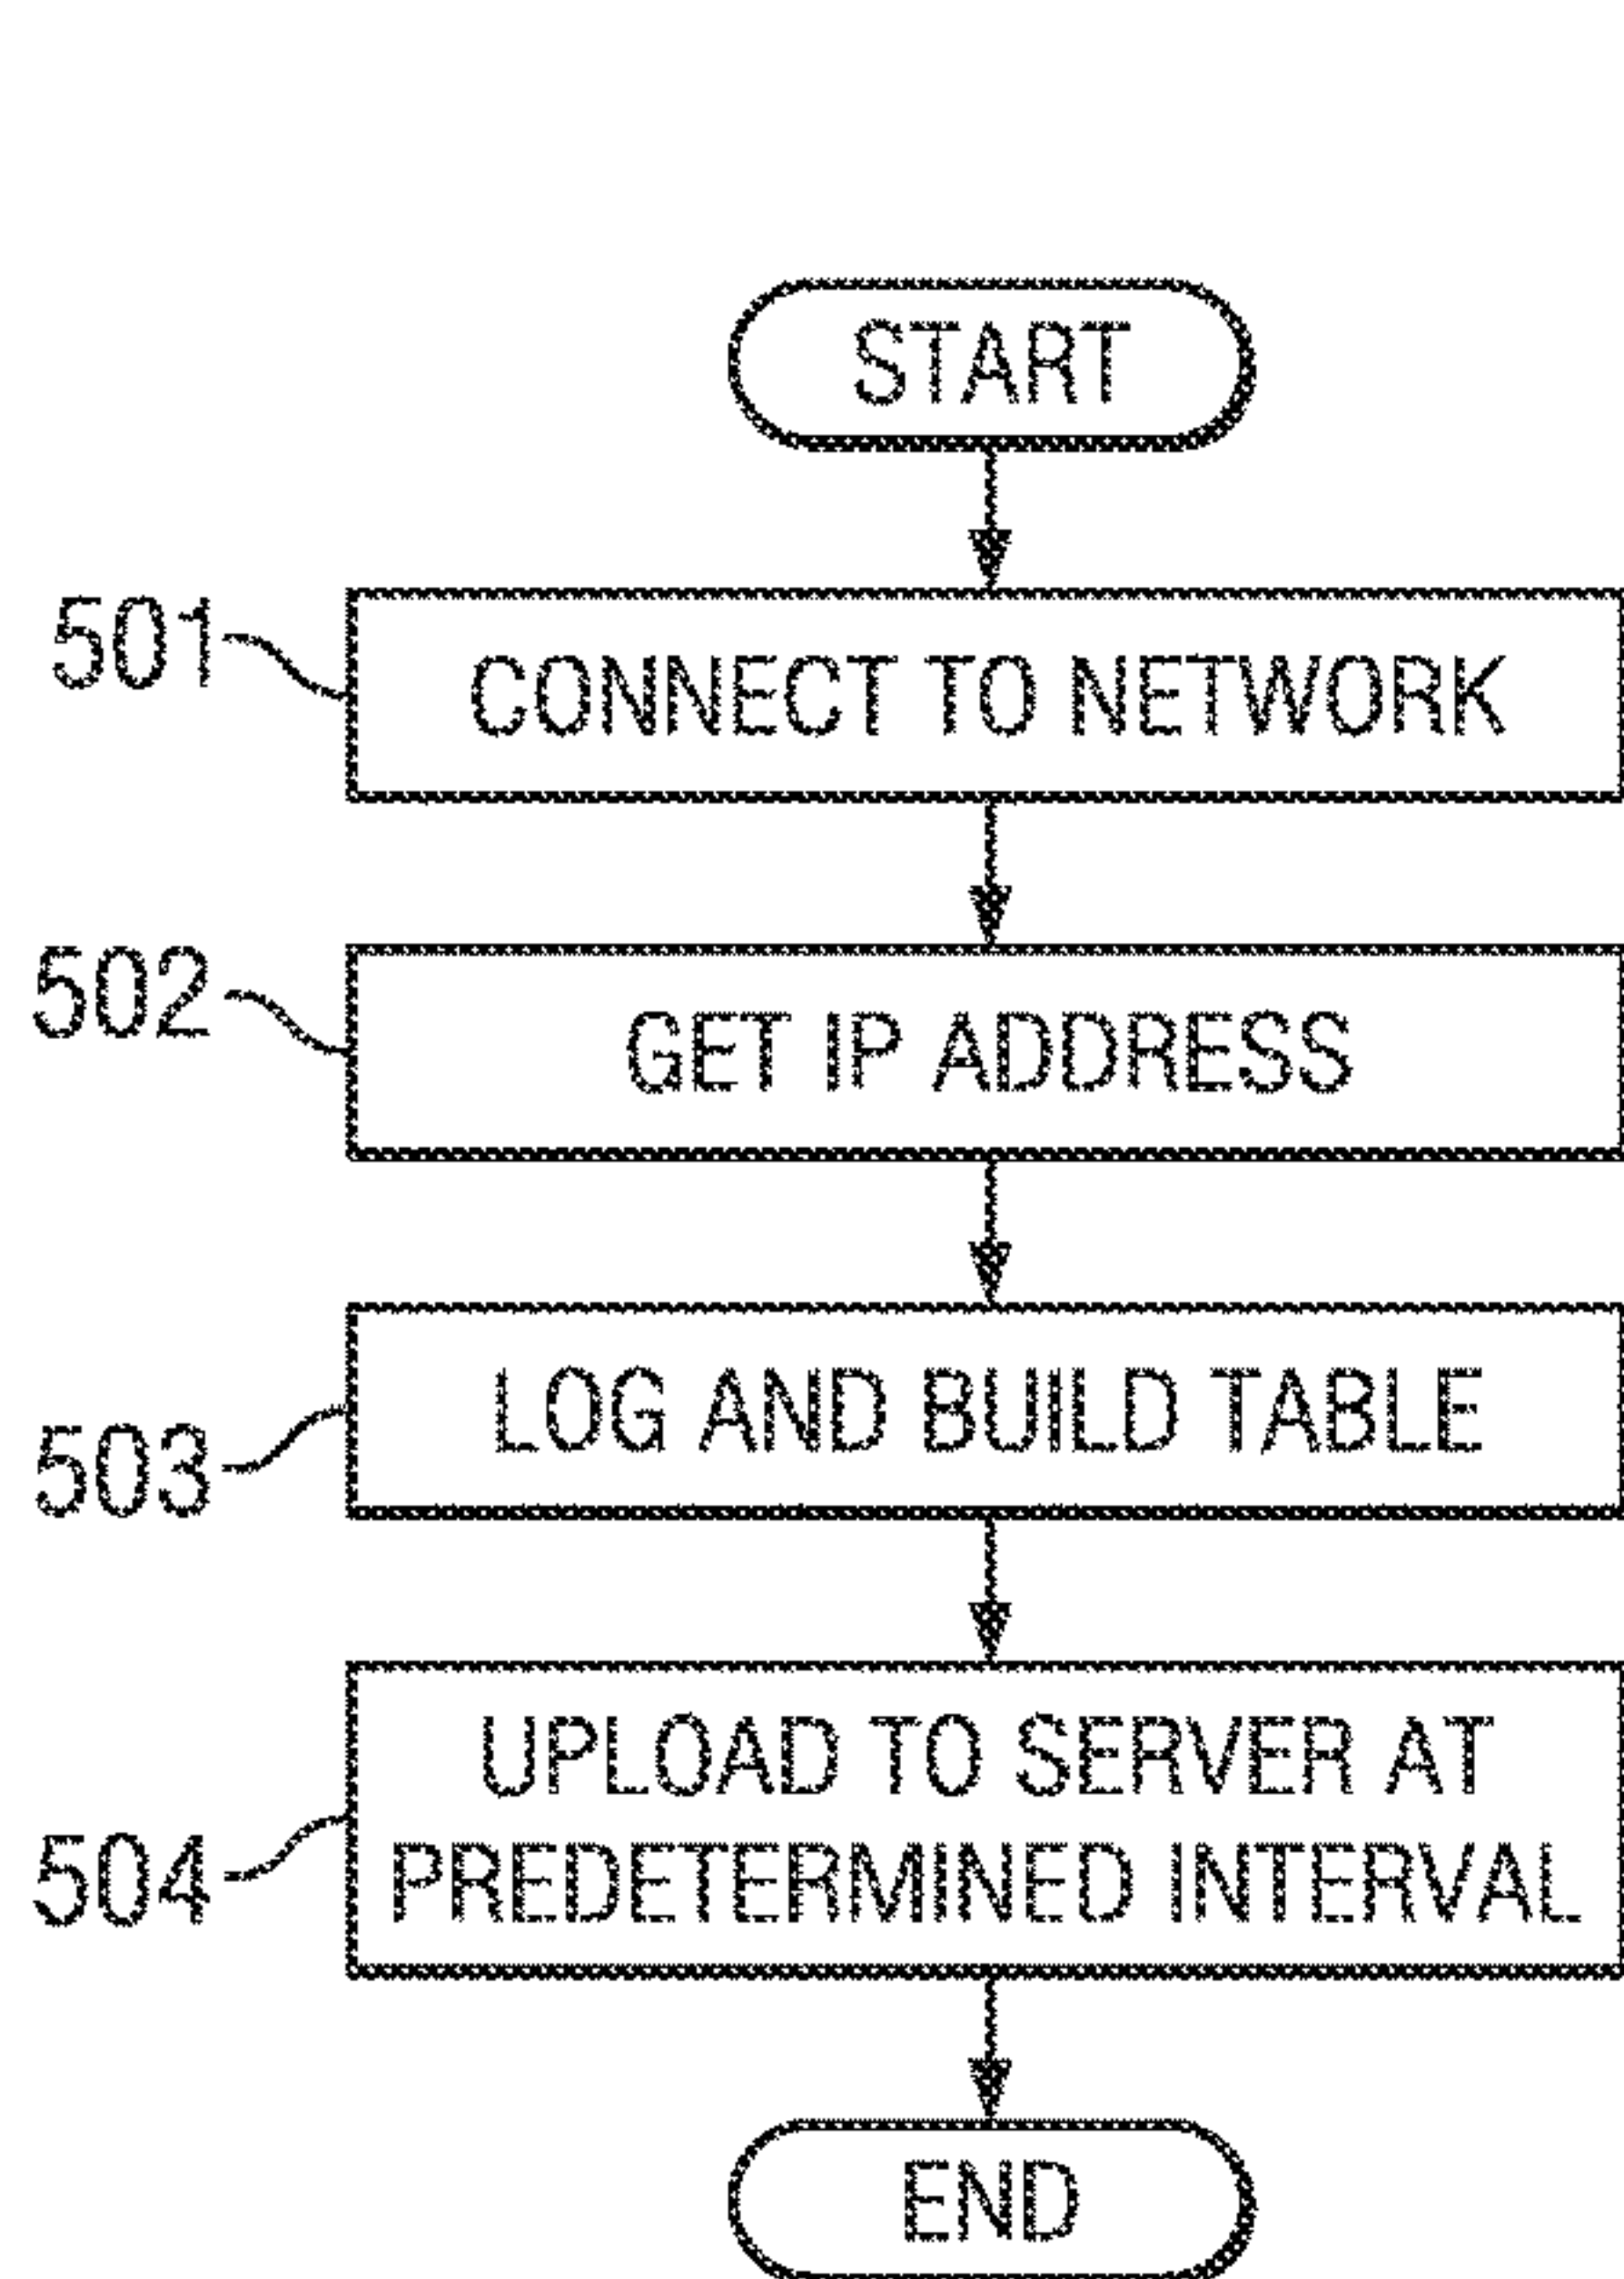 START
501
CONNECT TO NETWORK
502
GET IP ADDRESS
503
LOG AND BUILD TABLE
504
UPLOAD TO SERVER AT
PREDETERMINED INTERVAL
END